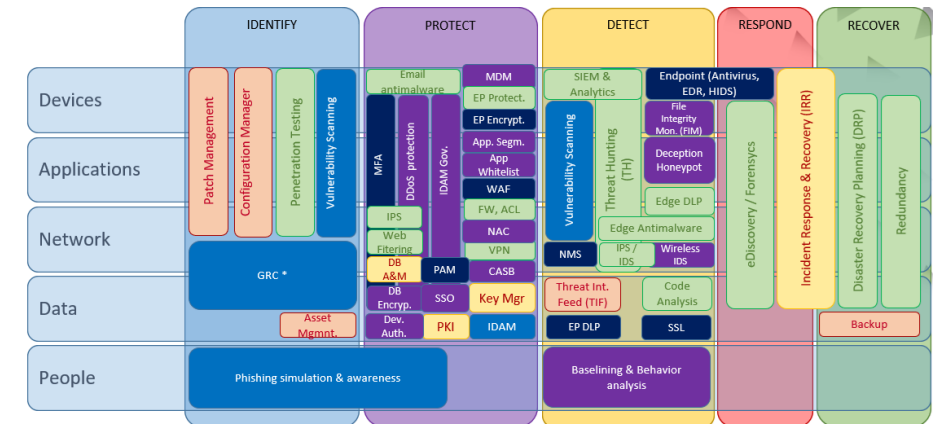 IDENTIFY
PROTECT
DETECT
RESPOND
RECOVER
Devices
Applications
Network
Data
People
Patch Management
Configuration Manager
Penetration Testing
Vulnerability Scanning
GRC *
Asset
Mgmnt.
Phishing simulation & awareness
Email
antimalware
MFA
DDoS protection
IDAM Gov.
IPS
Web
Fitering
DB
A&M
DB
Encryp.
Dev.
Auth.
PAM
SSO
PKI
MDM
EP Protect.
EP Encrypt.
App. Segm.
App
Whitelist
WAF
FW, ACL
NAC
VPN
CASB
Key Mgr
IDAM
SIEM &
Analytics
Vulnerability Scanning
Threat Hunting
(TH)
NMS
IPS /
IDS
Threat Int.
Feed (TIF)
EP DLP
Endpoint (Antivirus,
EDR, HIDS)
File
Integrity
Mon. (FIM)
Deception
Honeypot
Edge DLP
Edge Antimalware
Wireless
IDS
Code
Analysis
SSL
Baselining & Behavior
analysis
eDiscovery / Forensycs
Incident Response & Recovery (IRR)
Disaster Recovery Planning (DRP)
Redundancy
Backup